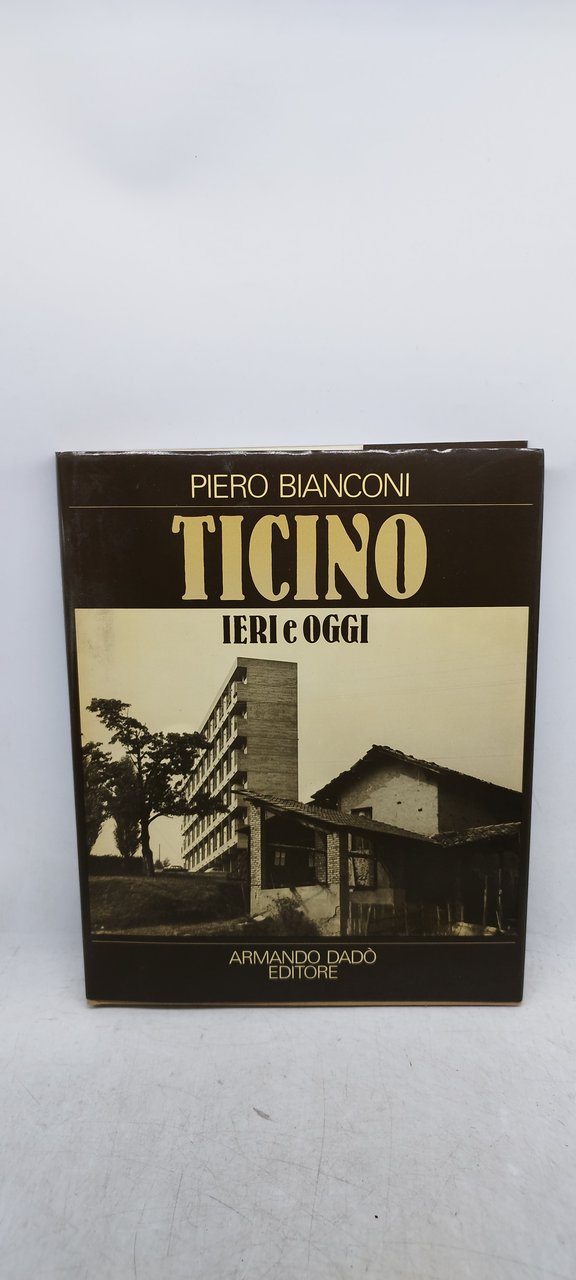 PIERO BIANCONI
TICINO
IERI e OGGI
ARMANDO DADÒ
EDITORE